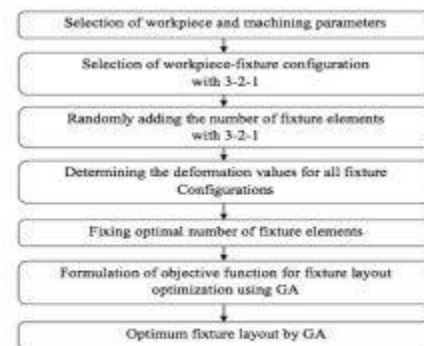 Selection of workpiece and machining parameters
Selection of workpiece-fixture configuration
with 3-2-1
Randomly adding the number of fixture elements
with 3-2-1
Determining the deformation values for all fixture
Configurations
Fixing optimal number of fixture elements
Formulation of objective function for fixture layout
optimization using GA
Optimum fixture layout by GA